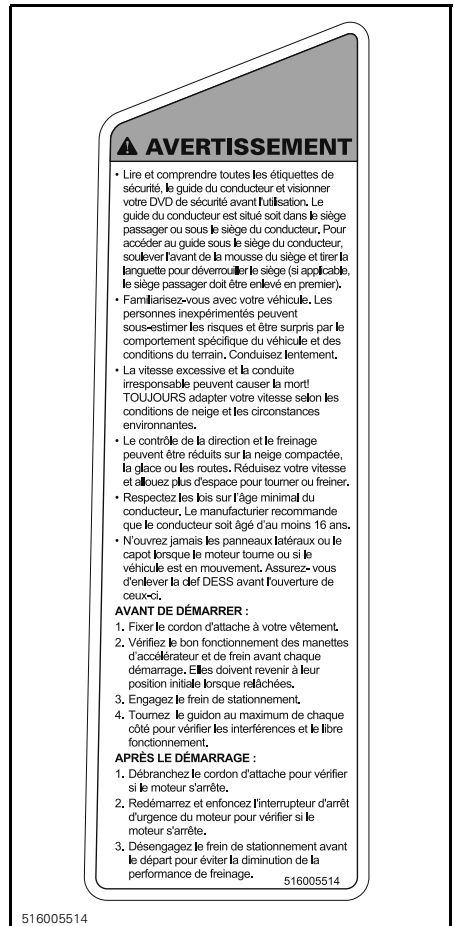 ⚠ AVERTISSEMENT
• Lire et comprendre toutes les étiquettes de
sécurité, le guide du conducteur et visionner
votre DVD de sécurité avant l'utilisation. Le
guide du conducteur est situé soit dans le siège
passager ou sous le siège du conducteur. Pour
accéder au guide sous le siège du conducteur,
soulever l'avant de la mousse du siège et tirer la
languette pour déverrouiller le siège (si applicable,
le siège passager doit être enlevé en premier).
• Familiarisez-vous avec votre véhicule. Les
personnes inexpérimentés peuvent
sous-estimer les risques et être surpris par le
comportement spécifique du véhicule et des
conditions du terrain. Conduisez lentement.
• La vitesse excessive et la conduite
irresponsable peuvent causer la mort!
TOUJOURS adapter votre vitesse selon les
conditions de neige et les circonstances
environnantes.
• Le contrôle de la direction et le freinage
peuvent être réduits sur la neige compactée,
la glace ou les routes. Réduisez votre vitesse
et allouez plus d'espace pour tourner ou freiner.
• Respectez les lois sur l'âge minimal du
conducteur. Le manufacturier recommande
que le conducteur soit âgé d'au moins 16 ans.
• N'ouvrez jamais les panneaux latéraux ou le
capot lorsque le moteur tourne ou si le
véhicule est en mouvement. Assurez- vous
d'enlever la clef DESS avant l'ouverture de
ceux-ci.
AVANT DE DÉMARRER :
1. Fixer le cordon d'attache à votre vêtement.
2. Vérifiez le bon fonctionnement des manettes
d'accélérateur et de frein avant chaque
démarrage. Elles doivent revenir à leur
position initiale lorsque relâchées.
3. Engagez le frein de stationnement.
4. Tournez le guidon au maximum de chaque
côté pour vérifier les interférences et le libre
fonctionnement.
APRÈS LE DÉMARRAGE :
1. Débranchez le cordon d'attache pour vérifier
si le moteur s'arrête.
2. Redémarrez et enfoncez l'interrupteur d'arrêt
d'urgence du moteur pour vérifier si le
moteur s'arrête.
3. Désengagez le frein de stationnement avant
le départ pour éviter la diminution de la
performance de freinage.
516005514
516005514